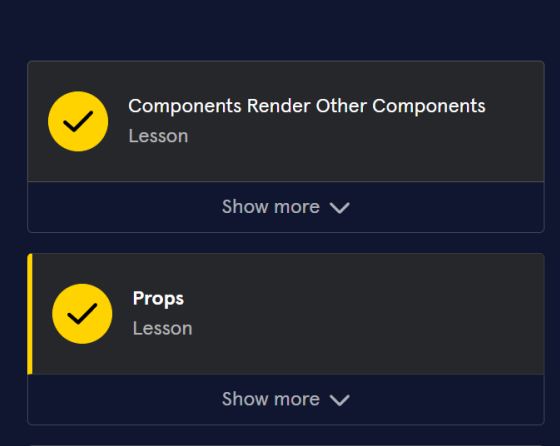 Components Render Other Components
Lesson
Show more
Props
Lesson
Show more